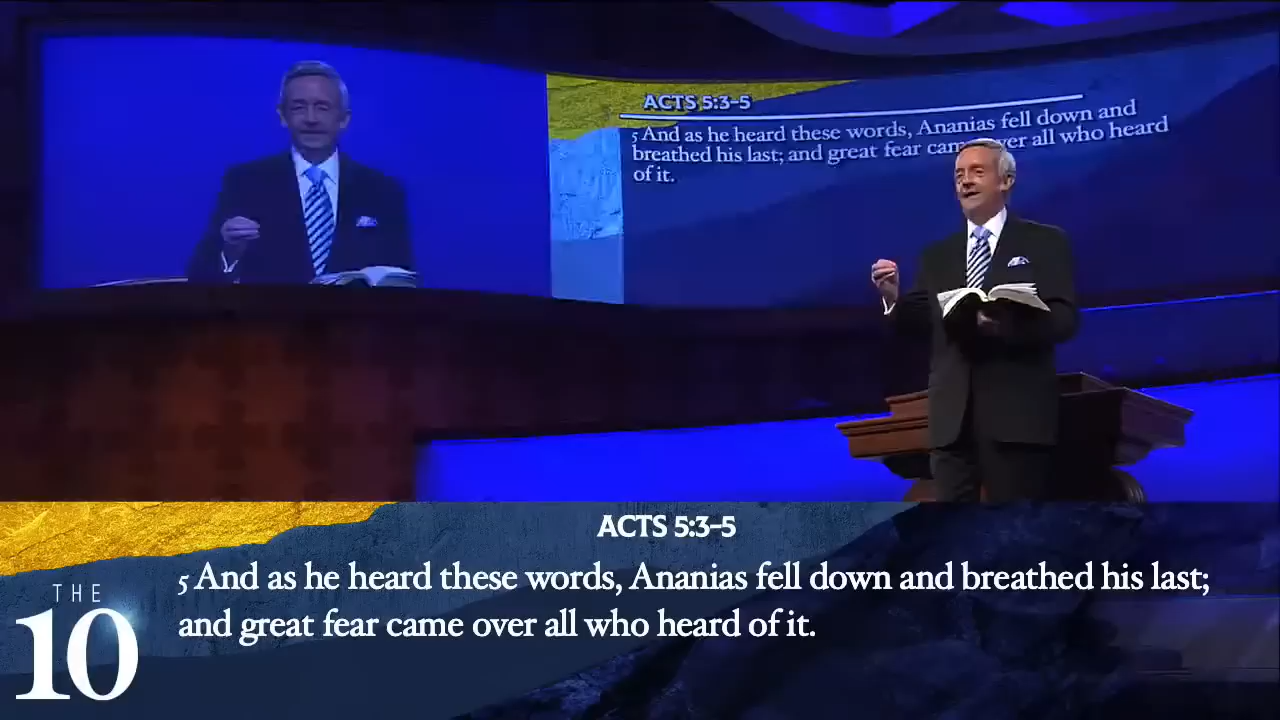 ACTS 5:3-5
5 And as he heard these words, Ananias fell down and
breathed his last; and great fear came over all who heard
of it.
ACTS 5:3-5
5 And as he heard these words, Ananias fell down and breathed his last;
and great fear came over all who heard of it.
THE
10